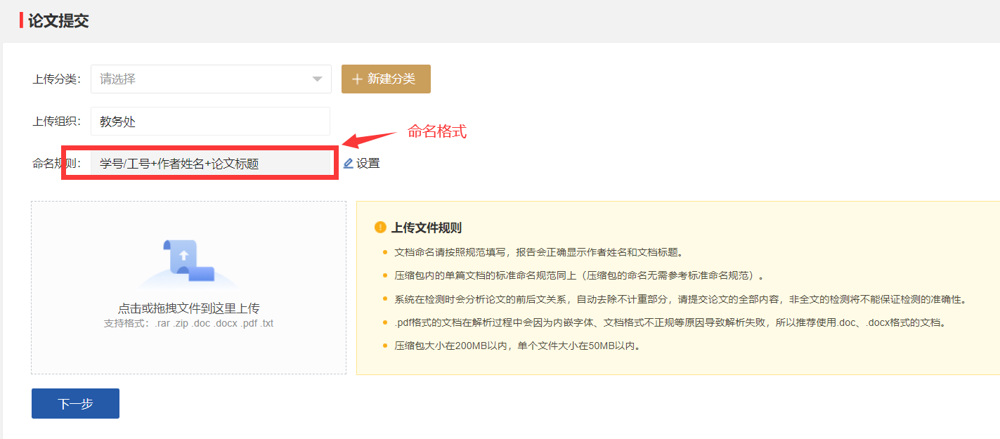 论文提交
上传分类：
请选择
新建分类
上传组织：
教务处
命名格式
命名规则：
学号/工号+作者姓名+论文标题
设置
点击或拖拽文件到这里上传
支持格式：.rar .zip .doc .docx .pdf .txt
上传文件规则
文档命名请按照规范填写，报告会正确显示作者姓名和文档标题。
压缩包内的单篇文档的标准命名规范同上（压缩包的命名无需参考标准命名规范）。
系统在检测时会分析论文的前后文关系，自动去除不计重部分，请提交论文的全部内容，非全文的检测将不能保证检测的准确性。
.pdf格式的文档在解析过程中会因为内嵌字体、文档格式不正规等原因导致解析失败，所以推荐使用.doc、.docx格式的文档。
压缩包大小在200MB以内，单个文件大小在50MB以内。
下一步